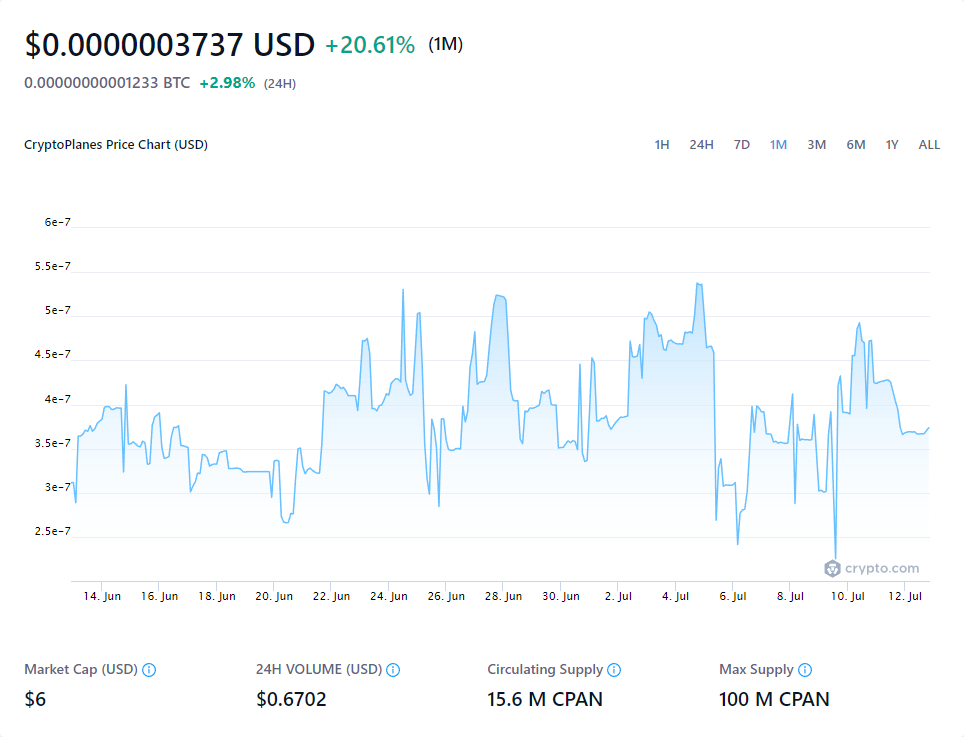 $0.0000003737 USD +20.61% (1M)
0.00000000001233 BTC +2.98% (24H)
CryptoPlanes Price Chart (USD) 1H 24H 7D 1M 3M 6M 1Y ALL
6e-7
5.5e-7
5e-7
4.5e-7
4e-7
3.5e-7
3e-7
2.5e-7
crypto.com
14. Jun 16. Jun 18. Jun 20. Jun 22. Jun 24. Jun 26. Jun 28. Jun 30. Jun 2. Jul 4. Jul 6. Jul 8. Jul 10. Jul 12. Jul
Market Cap (USD) 24H VOLUME (USD) Circulating Supply Max Supply
$6 $0.6702 15.6 M CPAN 100 M CPAN